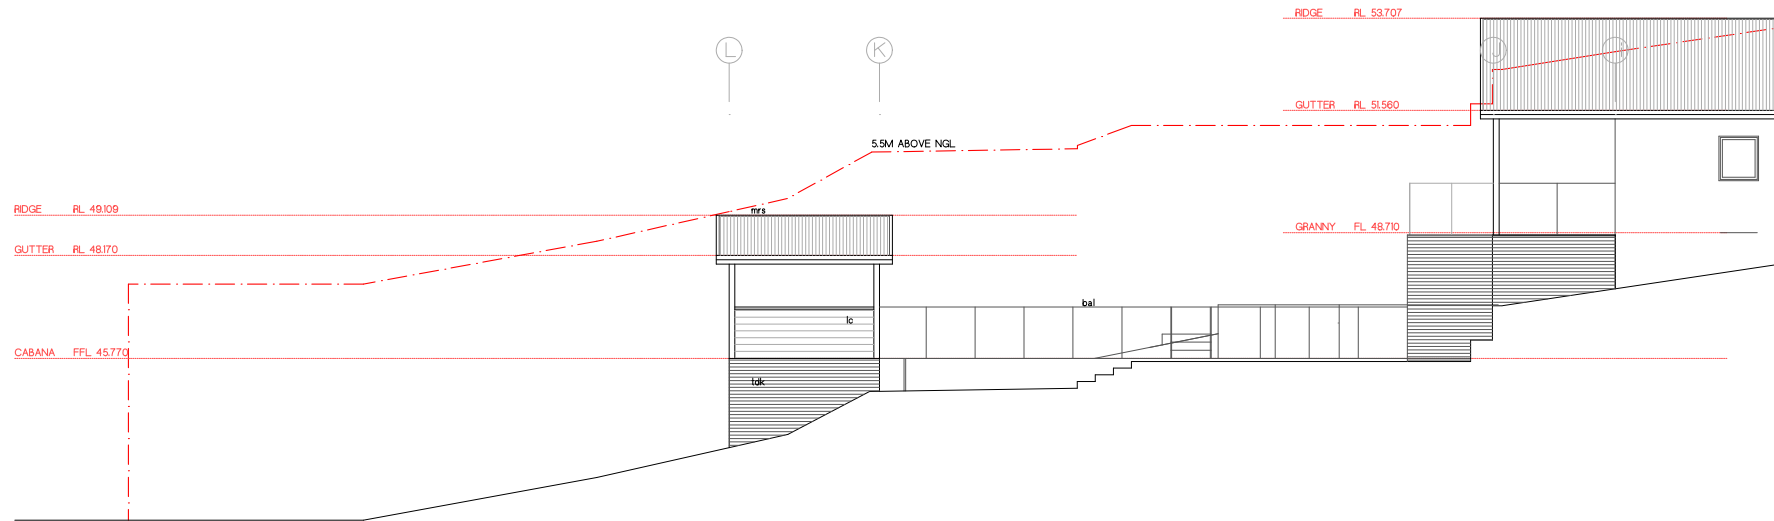 RIDGE RL 53.707
L
K
J
I
GUTTER RL 51.560
5.5M ABOVE NGL
RIDGE RL 49.109
mrs
GUTTER RL 48.170
GRANNY FL 48.710
bal
lc
CABANA FFL 45.770
tdk